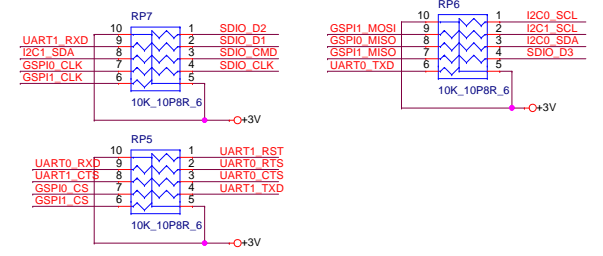 RP7
10 1 SDIO_D2
UART1_RXD 9 2 SDIO_D1
I2C1_SDA 8 3 SDIO_CMD
GSPI0_CLK 7 4 SDIO_CLK
GSPI1_CLK 6 5
10K_10P8R_6
+3V
RP6
10 1 I2C0_SCL
GSPI1_MOSI 9 2 I2C1_SCL
GSPI0_MISO 8 3 I2C0_SDA
GSPI1_MISO 7 4 SDIO_D3
UART0_TXD 6 5
10K_10P8R_6
+3V
RP5
10 1 UART1_RST
UART0_RXD 9 2 UART0_RTS
UART1_CTS 8 3 UART0_CTS
GSPI0_CS 7 4 UART1_TXD
GSPI1_CS 6 5
10K_10P8R_6
+3V